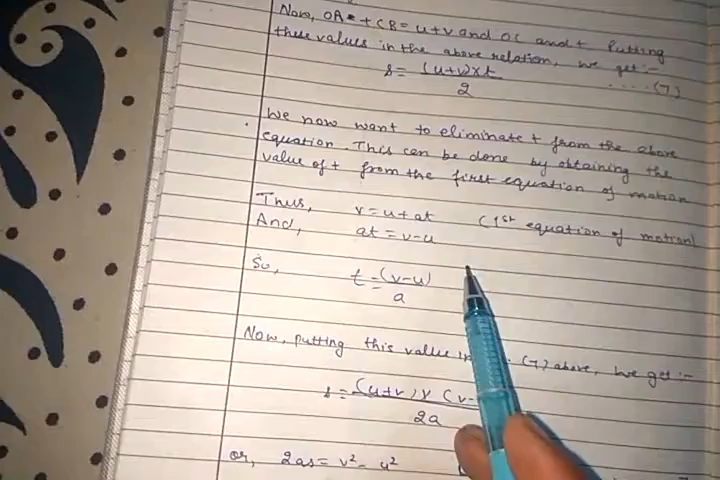 Now, OA + CB = u+v and OC and t Putting
these values in the above relation, we get :-
s = (u+v)×t
2
....(7)
We now want to eliminate t from the above
equation. This can be done by obtaining the
value of t from the first equation of motion
Thus, v = u+at (1st equation of motion)
And, at = v-u
So, t = (v-u)
a
Now, putting this value in (7) above, we get :-
s = (u+v) × (v-
2a
or, 2as = v² - u²